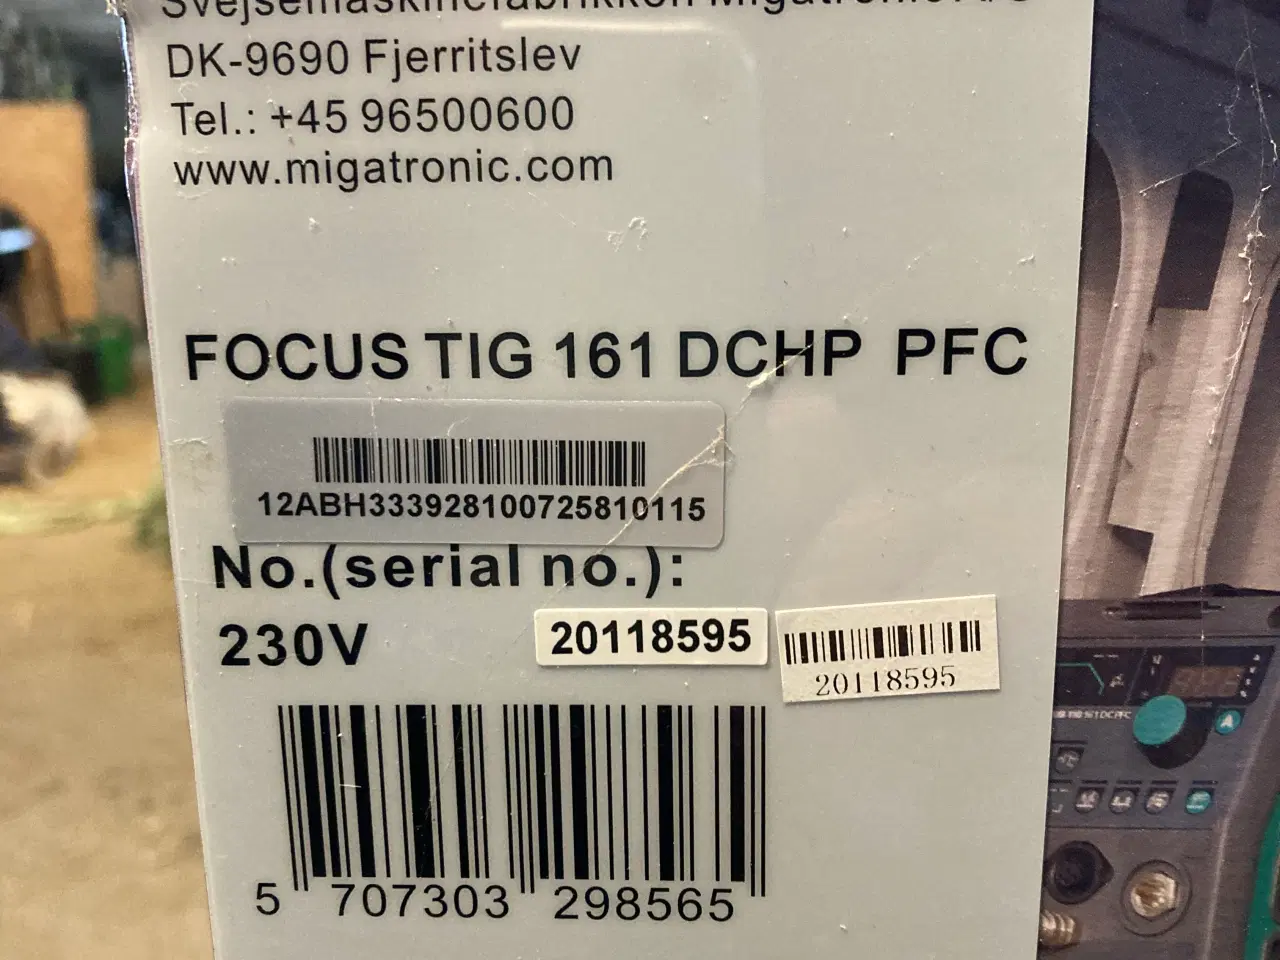 DK-9690 Fjerritslev
Tel.: +45 96500600
www.migatronic.com
FOCUS TIG 161 DCHP PFC
12ABH333928100725810115
No.(serial no.):
230V
20118595
20118595
5 707303 298565
A